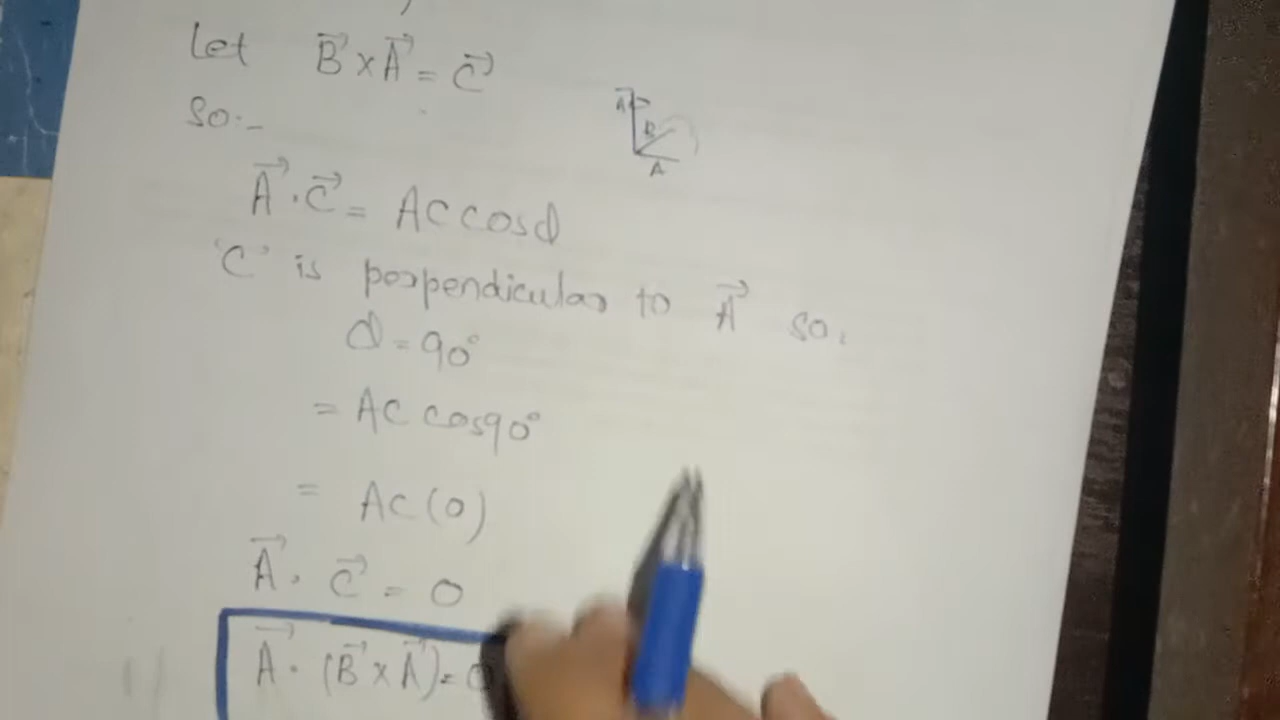 Let B⃗ × A⃗ = C⃗
So:-
A⃗ · C⃗ = AC cosθ
'C' is perpendicular to A⃗ so.
θ = 90°
= AC cos90°
= AC (0)
A⃗ · C⃗ = 0
A⃗ · (B⃗ × A⃗) = 0
B
A